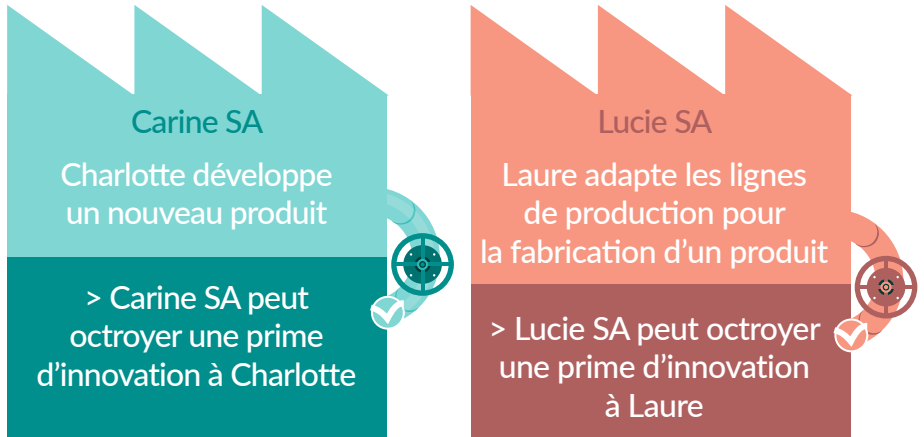 Carine SA
Charlotte développe
un nouveau produit
> Carine SA peut
octroyer une prime
d'innovation à Charlotte
Lucie SA
Laure adapte les lignes
de production pour
la fabrication d'un produit
> Lucie SA peut octroyer
une prime d'innovation
à Laure